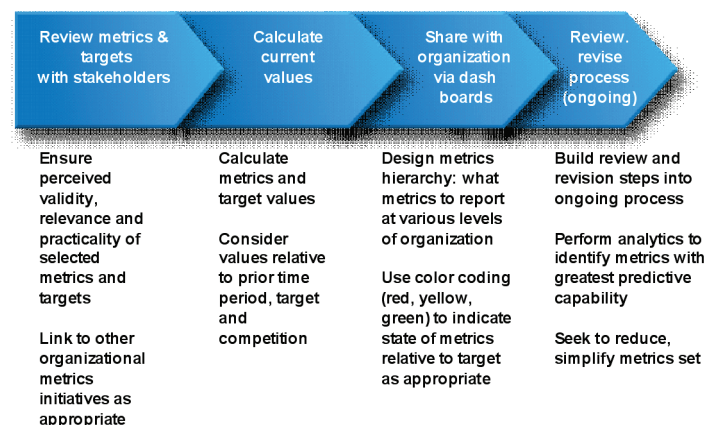 Review metrics &
targets
with stakeholders
Calculate
current
values
Share with
organization
via dash
boards
Review.
revise
process
(ongoing)
Ensure
perceived
validity,
relevance and
practicality of
selected
metrics and
targets
Link to other
organizational
metrics
initiatives as
appropriate
Calculate
metrics and
target values
Consider
values relative
to prior time
period, target
and
competition
Design metrics
hierarchy: what
metrics to report
at various levels
of organization
Use color coding
(red, yellow,
green) to indicate
state of metrics
relative to target
as appropriate
Build review and
revision steps into
ongoing process
Perform analytics to
identify metrics with
greatest predictive
capability
Seek to reduce,
simplify metrics set